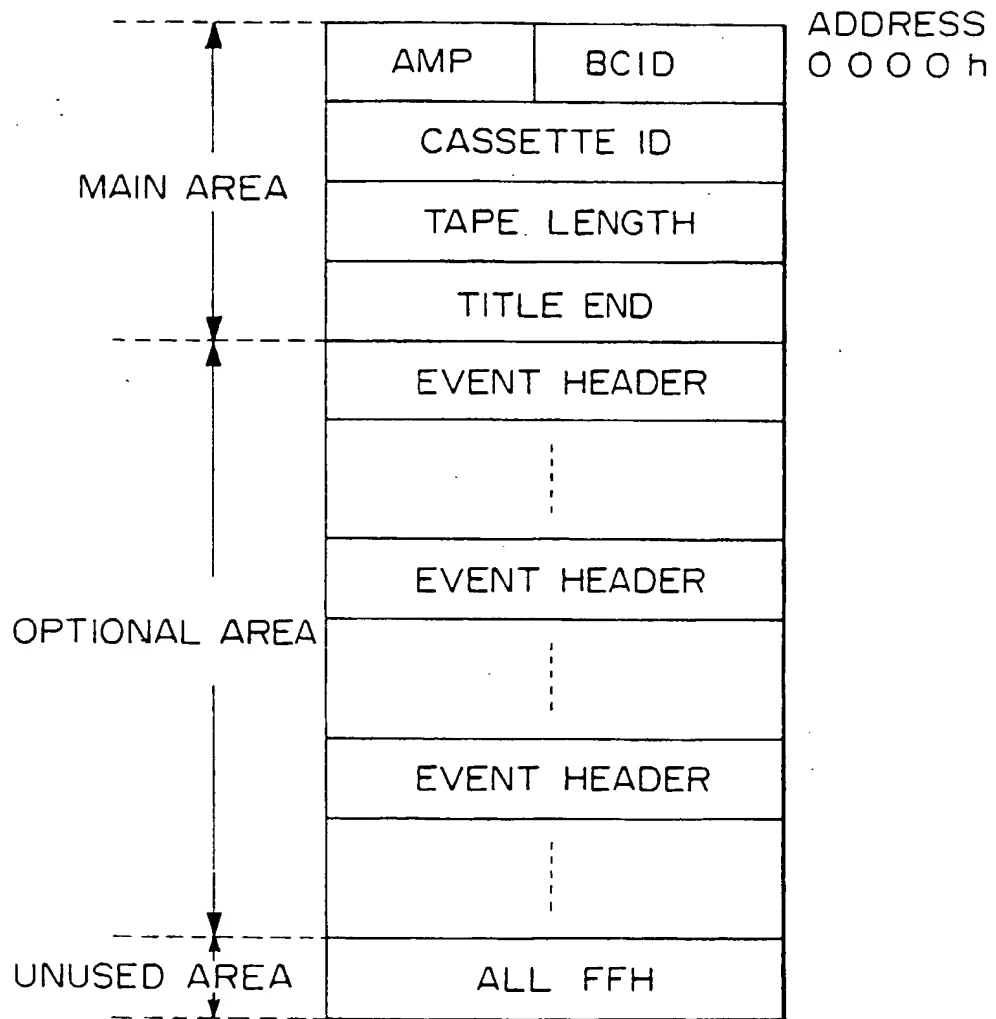 ADDRESS
0000h
AMP BCID
CASSETTE ID
MAIN AREA
TAPE LENGTH
TITLE END
EVENT HEADER
EVENT HEADER
OPTIONAL AREA
EVENT HEADER
UNUSED AREA
ALL FFH